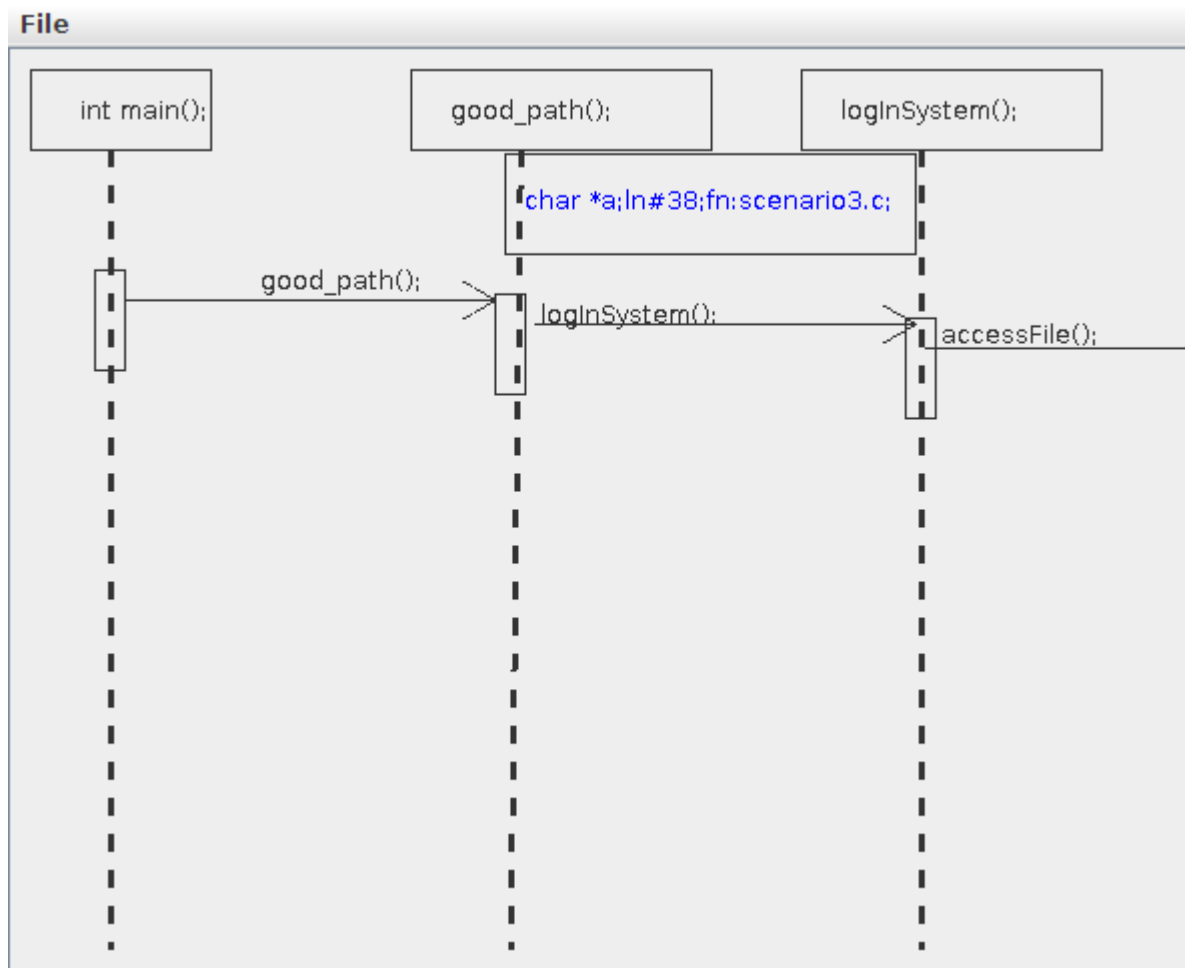 File
int main();
good_path();
logInSystem();
char *a;ln#38;fn:scenario3.c;
good_path();
logInSystem();
accessFile();